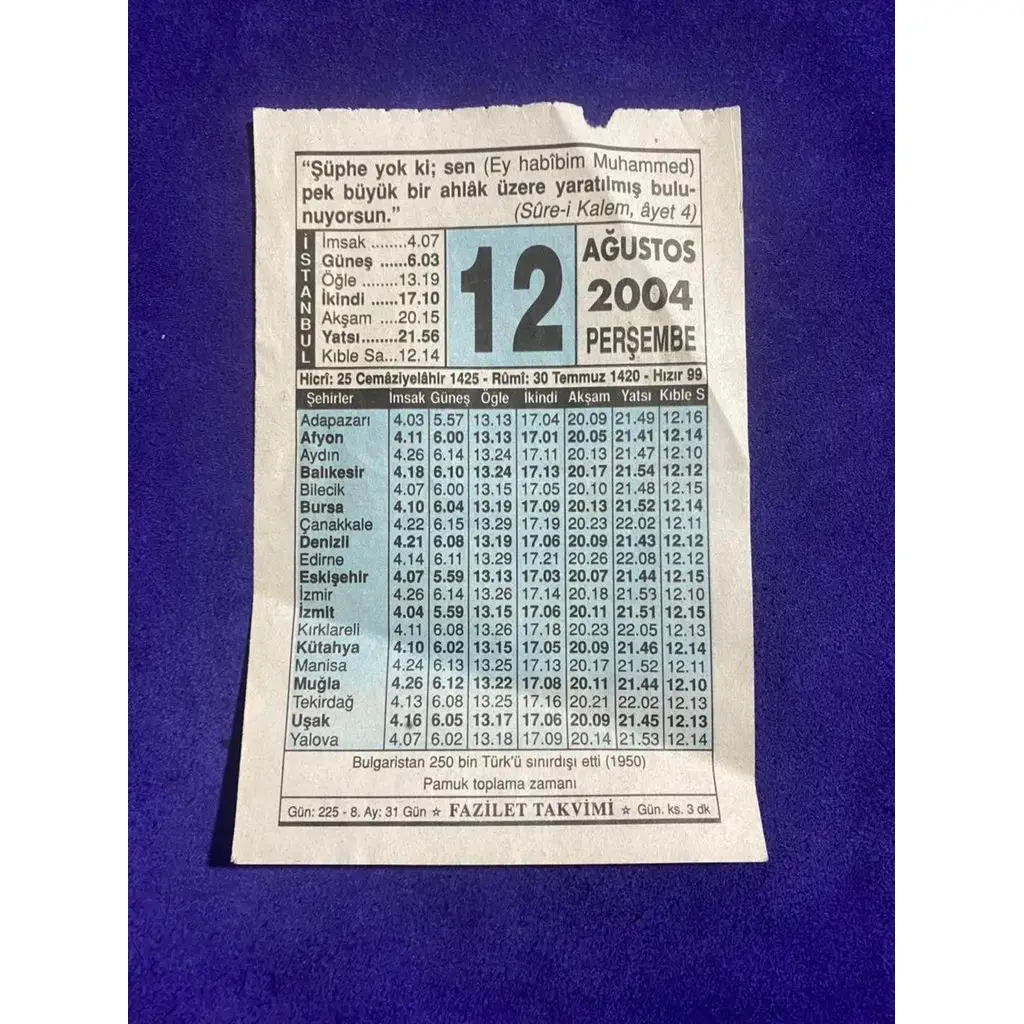 “Şüphe yok ki; sen (Ey habîbim Muhammed)
pek büyük bir ahlâk üzere yaratılmış bulu-
nuyorsun.” (Sûre-i Kalem, âyet 4)
İSTANBUL
İmsak ........4.07
Güneş ......6.03
Öğle ........13.19
İkindi ......17.10
Akşam ....20.15
Yatsı........21.56
Kıble Sa...12.14
12
AĞUSTOS
2004
PERŞEMBE
Hicrî: 25 Cemâziyelâhir 1425 - Rûmî: 30 Temmuz 1420 - Hızır 99
Şehirler İmsak Güneş Öğle İkindi Akşam Yatsı Kıble S
Adapazarı 4.03 5.57 13.13 17.04 20.09 21.49 12.16
Afyon 4.11 6.00 13.13 17.01 20.05 21.41 12.14
Aydın 4.26 6.14 13.24 17.11 20.13 21.47 12.10
Balıkesir 4.18 6.10 13.24 17.13 20.17 21.54 12.12
Bilecik 4.07 6.00 13.15 17.05 20.10 21.48 12.15
Bursa 4.10 6.04 13.19 17.09 20.13 21.52 12.14
Çanakkale 4.22 6.15 13.29 17.19 20.23 22.02 12.11
Denizli 4.21 6.08 13.19 17.06 20.09 21.43 12.12
Edirne 4.14 6.11 13.29 17.21 20.26 22.08 12.12
Eskişehir 4.07 5.59 13.13 17.03 20.07 21.44 12.15
İzmir 4.26 6.14 13.26 17.14 20.18 21.53 12.10
İzmit 4.04 5.59 13.15 17.06 20.11 21.51 12.15
Kırklareli 4.11 6.08 13.26 17.18 20.23 22.05 12.13
Kütahya 4.10 6.02 13.15 17.05 20.09 21.46 12.14
Manisa 4.24 6.13 13.25 17.13 20.17 21.52 12.11
Muğla 4.26 6.12 13.22 17.08 20.11 21.44 12.10
Tekirdağ 4.13 6.08 13.25 17.16 20.21 22.02 12.13
Uşak 4.16 6.05 13.17 17.06 20.09 21.45 12.13
Yalova 4.07 6.02 13.18 17.09 20.14 21.53 12.14
Bulgaristan 250 bin Türk’ü sınırdışı etti (1950)
Pamuk toplama zamanı
Gün: 225 - 8. Ay: 31 Gün ☆ FAZİLET TAKVİMİ ☆ Gün. ks. 3 dk